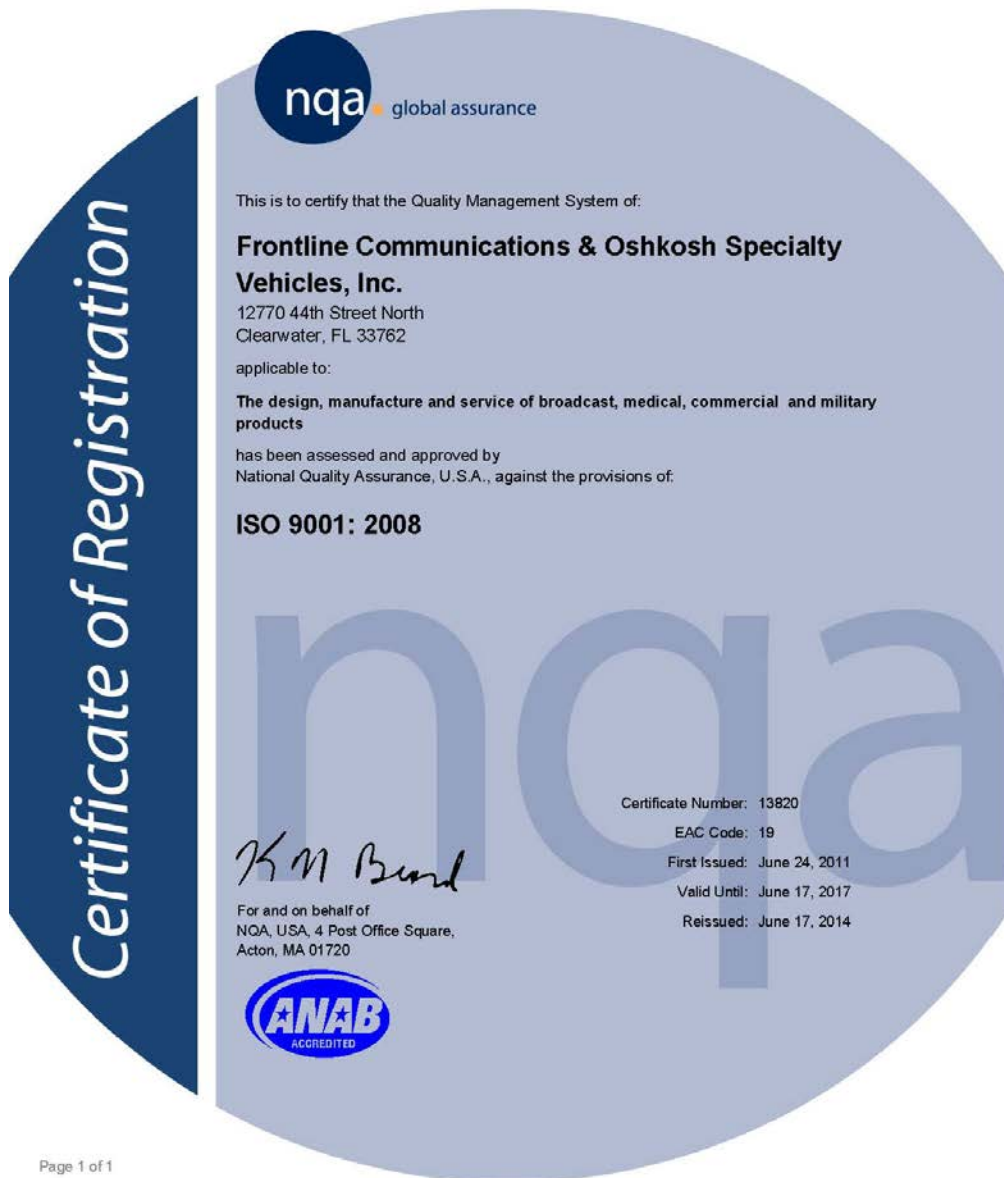 nqa. global assurance
Certificate of Registration
This is to certify that the Quality Management System of:
Frontline Communications & Oshkosh Specialty
Vehicles, Inc.
12770 44th Street North
Clearwater, FL 33762
applicable to:
The design, manufacture and service of broadcast, medical, commercial and military
products
has been assessed and approved by
National Quality Assurance, U.S.A., against the provisions of:
ISO 9001: 2008
nqa
Certificate Number: 13820
EAC Code: 19
First Issued: June 24, 2011
Valid Until: June 17, 2017
Reissued: June 17, 2014
For and on behalf of
NQA, USA, 4 Post Office Square,
Acton, MA 01720
ANAB
ACCREDITED
Page 1 of 1